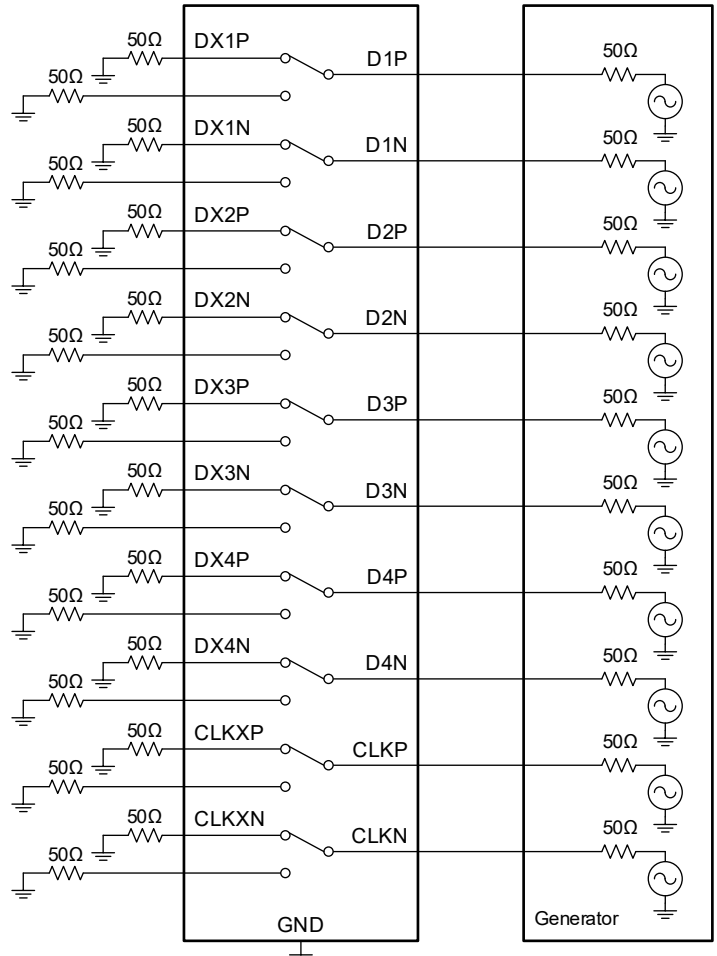 50Ω DX1P D1P 50Ω
50Ω
50Ω DX1N D1N 50Ω
50Ω
50Ω DX2P D2P 50Ω
50Ω
50Ω DX2N D2N 50Ω
50Ω
50Ω DX3P D3P 50Ω
50Ω
50Ω DX3N D3N 50Ω
50Ω
50Ω DX4P D4P 50Ω
50Ω
50Ω DX4N D4N 50Ω
50Ω
50Ω CLKXP CLKP 50Ω
50Ω
50Ω CLKXN CLKN 50Ω
50Ω
GND Generator